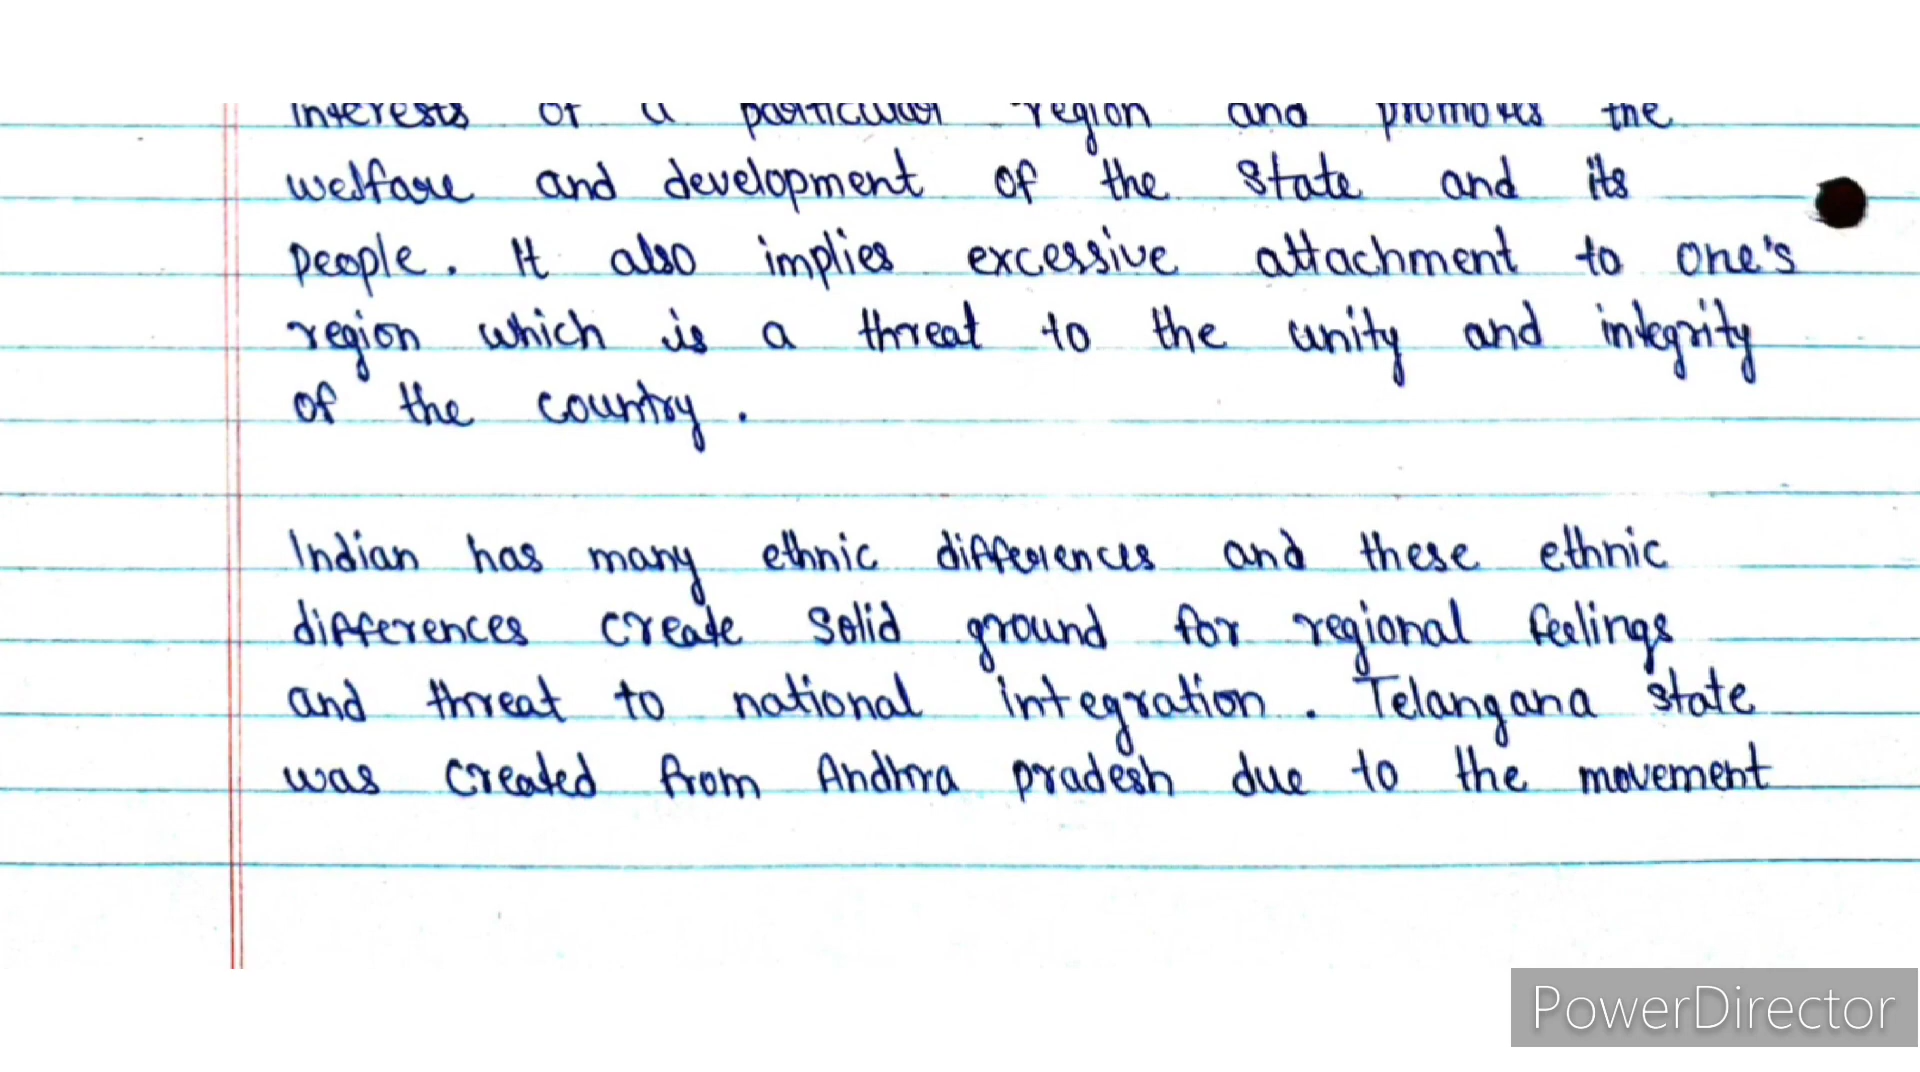 interests of a particular region and promotes the
welfare and development of the state and its
people. It also implies excessive attachment to one's
region which is a threat to the unity and integrity
of the country.
Indian has many ethnic differences and these ethnic
differences create solid ground for regional feelings
and threat to national integration. Telangana state
was created from Andhra pradesh due to the movement
PowerDirector